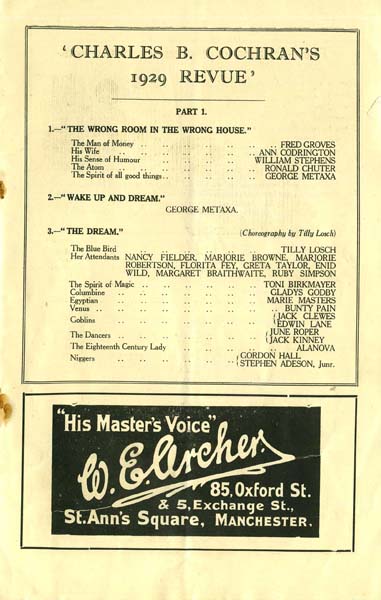 ‘CHARLES B. COCHRAN'S
1929 REVUE’
PART 1.
1.—“THE WRONG ROOM IN THE WRONG HOUSE.”
The Man of Money .. .. .. .. .. FRED GROVES
His Wife .. .. .. .. .. ANN CODRINGTON
His Sense of Humour .. .. .. .. WILLIAM STEPHENS
The Atom .. .. .. .. .. RONALD CHUTER
The Spirit of all good things.. .. .. .. GEORGE METAXA
2.—“WAKE UP AND DREAM.”
GEORGE METAXA.
3.—“THE DREAM.” (Choreography by Tilly Losch)
The Blue Bird .. .. .. .. .. TILLY LOSCH
Her Attendants NANCY FIELDER, MARJORIE BROWNE, MARJORIE
ROBERTSON, FLORITA FEY, GRETA TAYLOR, ENID
WILD, MARGARET BRAITHWAITE, RUBY SIMPSON
The Spirit of Magic .. .. .. .. TONI BIRKMAYER
Columbine .. .. .. .. .. GLADYS GODBY
Egyptian .. .. .. .. .. MARIE MASTERS
Venus .. .. .. .. .. BUNTY PAIN
Goblins .. .. .. .. .. {JACK CLEWES
{EDWIN LANE
The Dancers .. .. .. .. .. {JUNE ROPER
{JACK KINNEY
The Eighteenth Century Lady .. .. .. ALANOVA
Niggers .. .. .. .. .. {GORDON HALL
{STEPHEN ADESON, Junr.
"His Master's Voice"
W.E. Archer.
85, Oxford St.
& 5, Exchange St.,
St. Ann's Square, MANCHESTER.